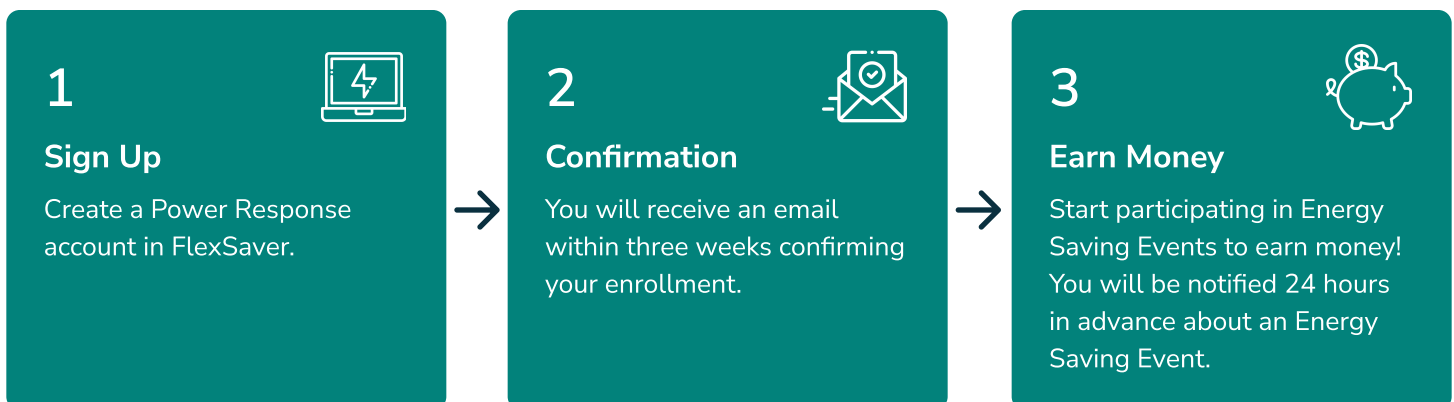 1
Sign Up
Create a Power Response
account in FlexSaver.
2
Confirmation
You will receive an email
within three weeks confirming
your enrollment.
3
$
Earn Money
Start participating in Energy
Saving Events to earn money!
You will be notified 24 hours
in advance about an Energy
Saving Event.